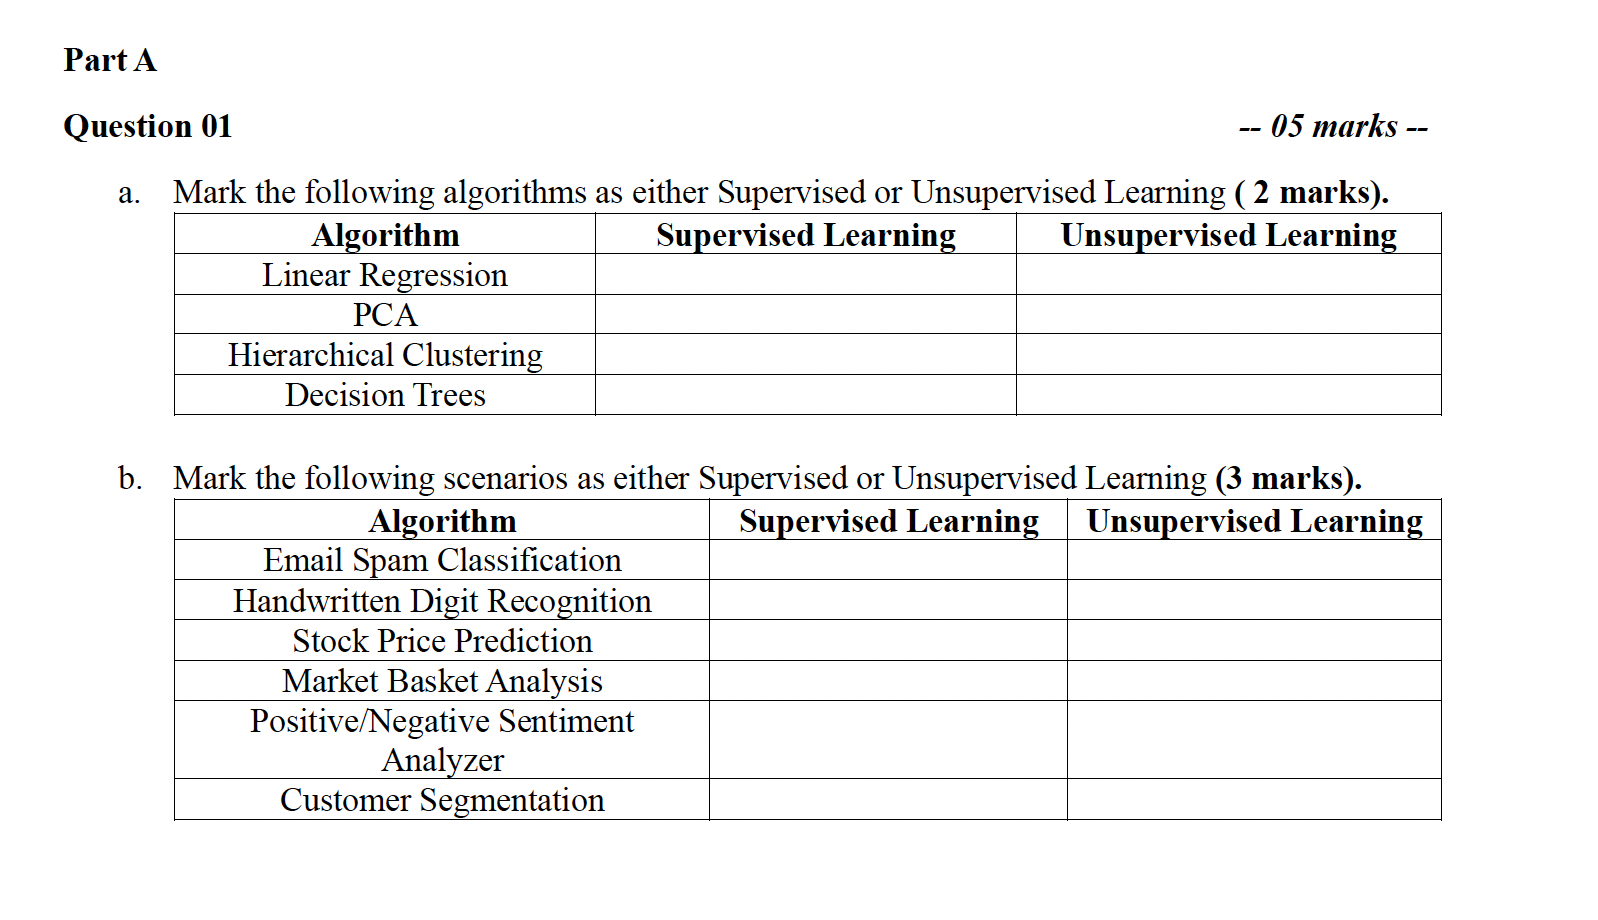 Part A
Question 01 -- 05 marks --
a. Mark the following algorithms as either Supervised or Unsupervised Learning ( 2 marks).
Algorithm Supervised Learning Unsupervised Learning
Linear Regression
PCA
Hierarchical Clustering
Decision Trees
b. Mark the following scenarios as either Supervised or Unsupervised Learning (3 marks).
Algorithm Supervised Learning Unsupervised Learning
Email Spam Classification
Handwritten Digit Recognition
Stock Price Prediction
Market Basket Analysis
Positive/Negative Sentiment
Analyzer
Customer Segmentation